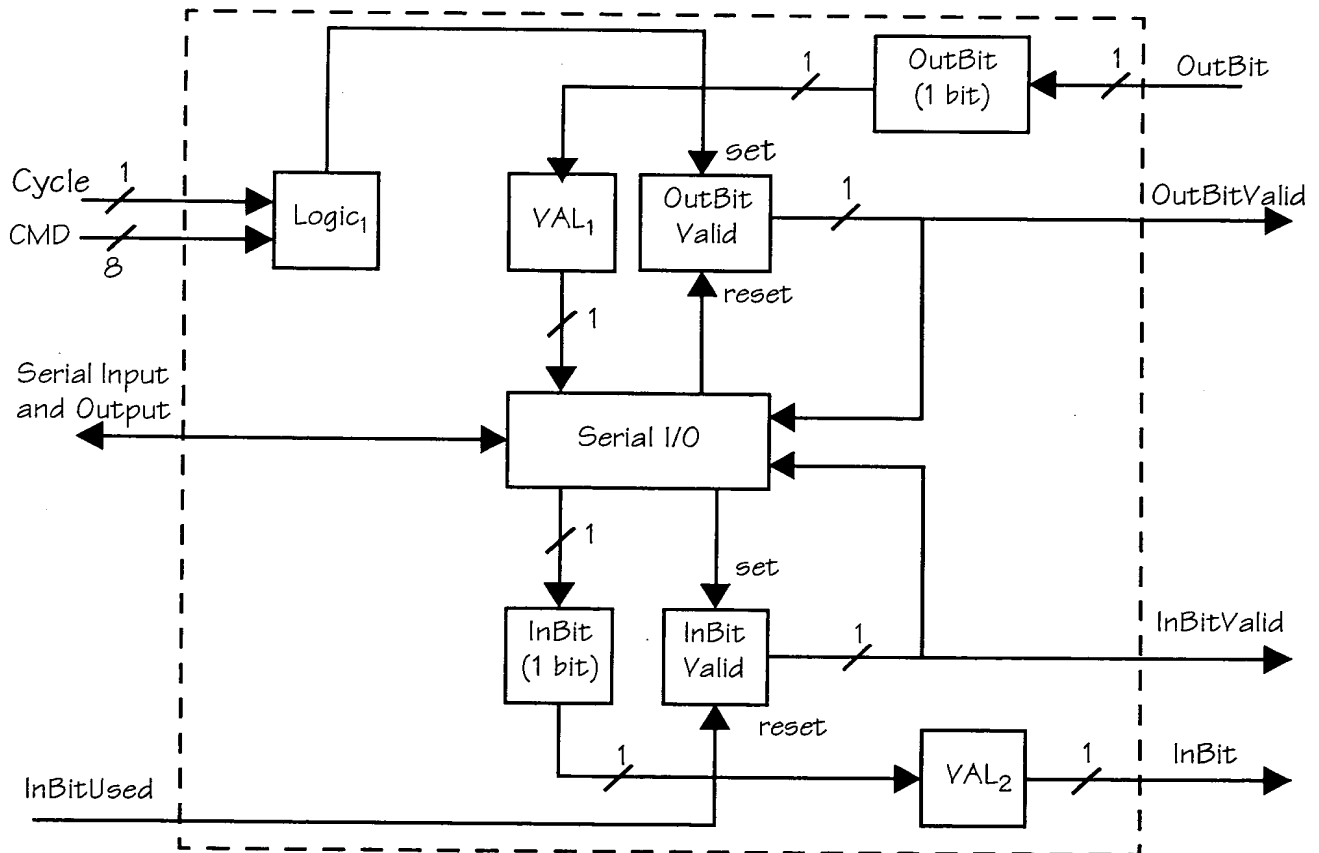 OutBit
(1 bit)
1
1
OutBit
set
Cycle
1
CMD
8
Logic1
VAL1
OutBit
Valid
1
OutBitValid
reset
1
Serial Input
and Output
Serial I/O
1
set
InBit
(1 bit)
InBit
Valid
1
InBitValid
reset
1
VAL2
1
InBit
InBitUsed